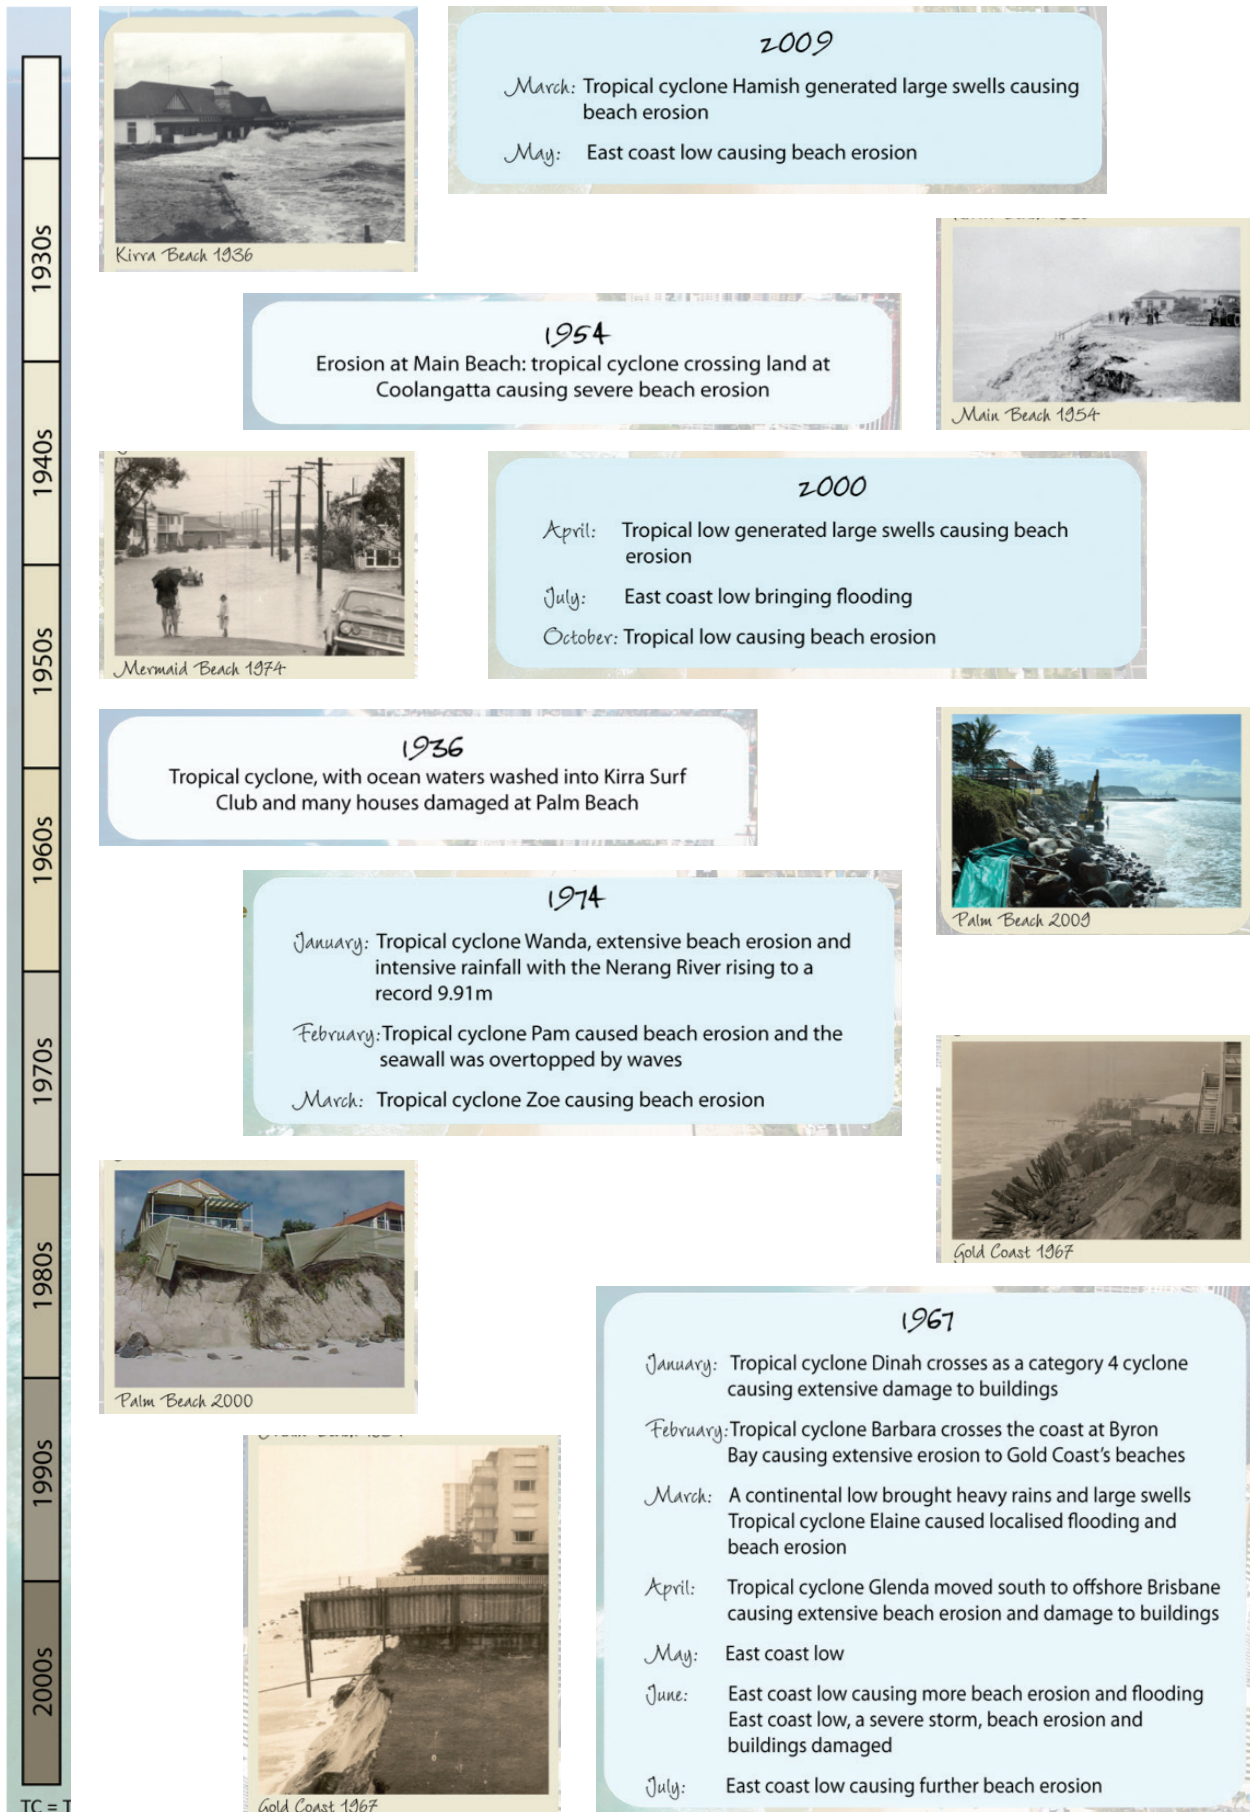 2009
March: Tropical cyclone Hamish generated large swells causing
beach erosion
May: East coast low causing beach erosion
Kirra Beach 1936
1930s
1954
Erosion at Main Beach: tropical cyclone crossing land at
Coolangatta causing severe beach erosion
Main Beach 1954
1940s
2000
April: Tropical low generated large swells causing beach
erosion
July: East coast low bringing flooding
October: Tropical low causing beach erosion
Mermaid Beach 1974
1950s
1936
Tropical cyclone, with ocean waters washed into Kirra Surf
Club and many houses damaged at Palm Beach
Palm Beach 2009
1960s
1974
January: Tropical cyclone Wanda, extensive beach erosion and
intensive rainfall with the Nerang River rising to a
record 9.91m
February: Tropical cyclone Pam caused beach erosion and the
seawall was overtopped by waves
March: Tropical cyclone Zoe causing beach erosion
1970s
Gold Coast 1967
1980s
Palm Beach 2000
1967
January: Tropical cyclone Dinah crosses as a category 4 cyclone
causing extensive damage to buildings
February: Tropical cyclone Barbara crosses the coast at Byron
Bay causing extensive erosion to Gold Coast's beaches
March: A continental low brought heavy rains and large swells
Tropical cyclone Elaine caused localised flooding and
beach erosion
April: Tropical cyclone Glenda moved south to offshore Brisbane
causing extensive beach erosion and damage to buildings
May: East coast low
June: East coast low causing more beach erosion and flooding
East coast low, a severe storm, beach erosion and
buildings damaged
July: East coast low causing further beach erosion
1990s
2000s
Gold Coast 1967
TC = T